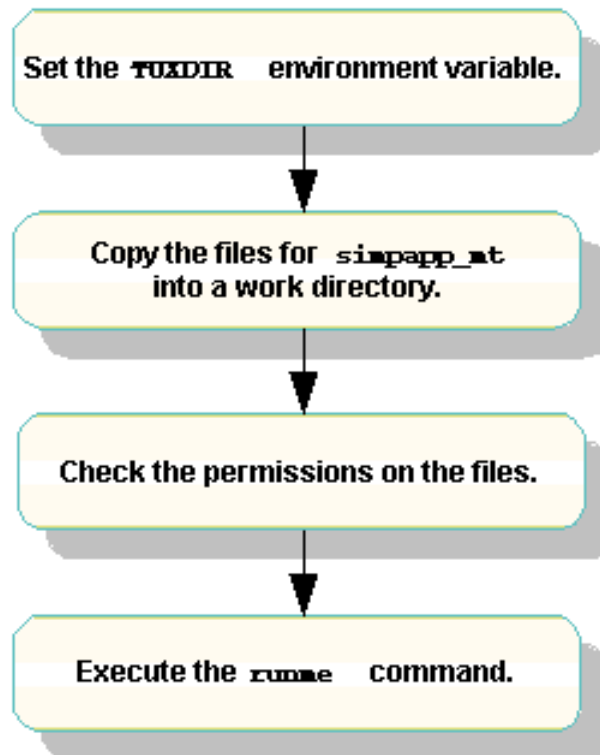 Set the TUXDIR environment variable.
Copy the files for simpapp_mt
into a work directory.
Check the permissions on the files.
Execute the runme command.